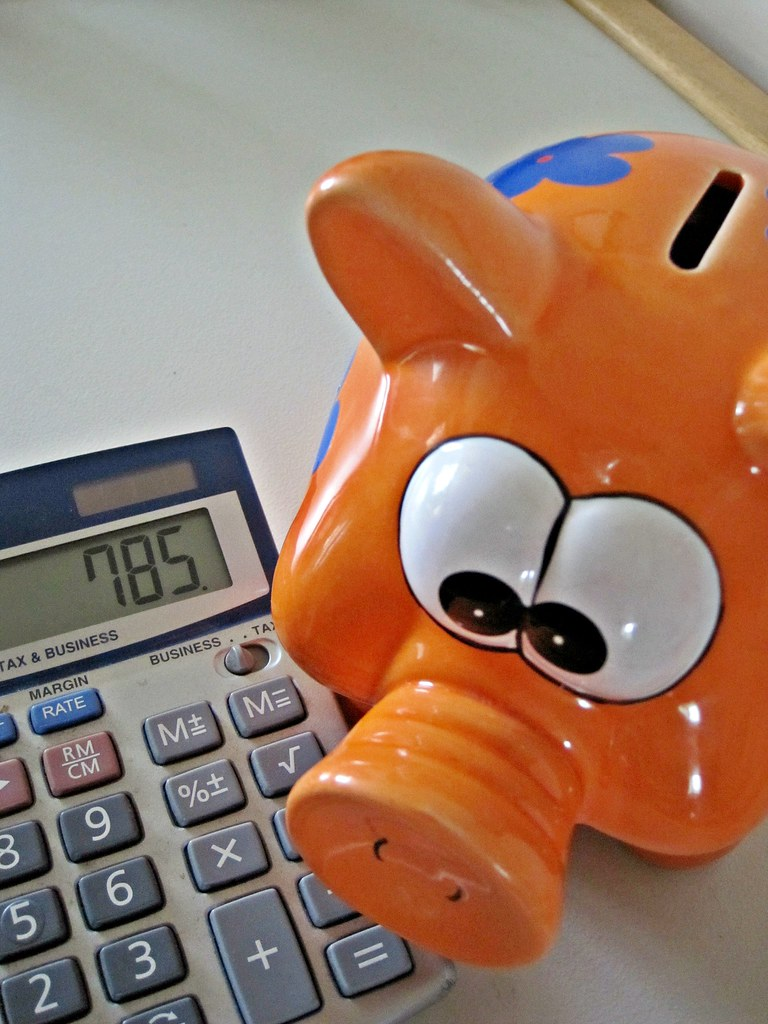 785.
TAX & BUSINESS
BUSINESS . . TAX
MARGIN
RATE
M± M=
RM
CM
%± √
9 ×
8
6
5
3 + =
2